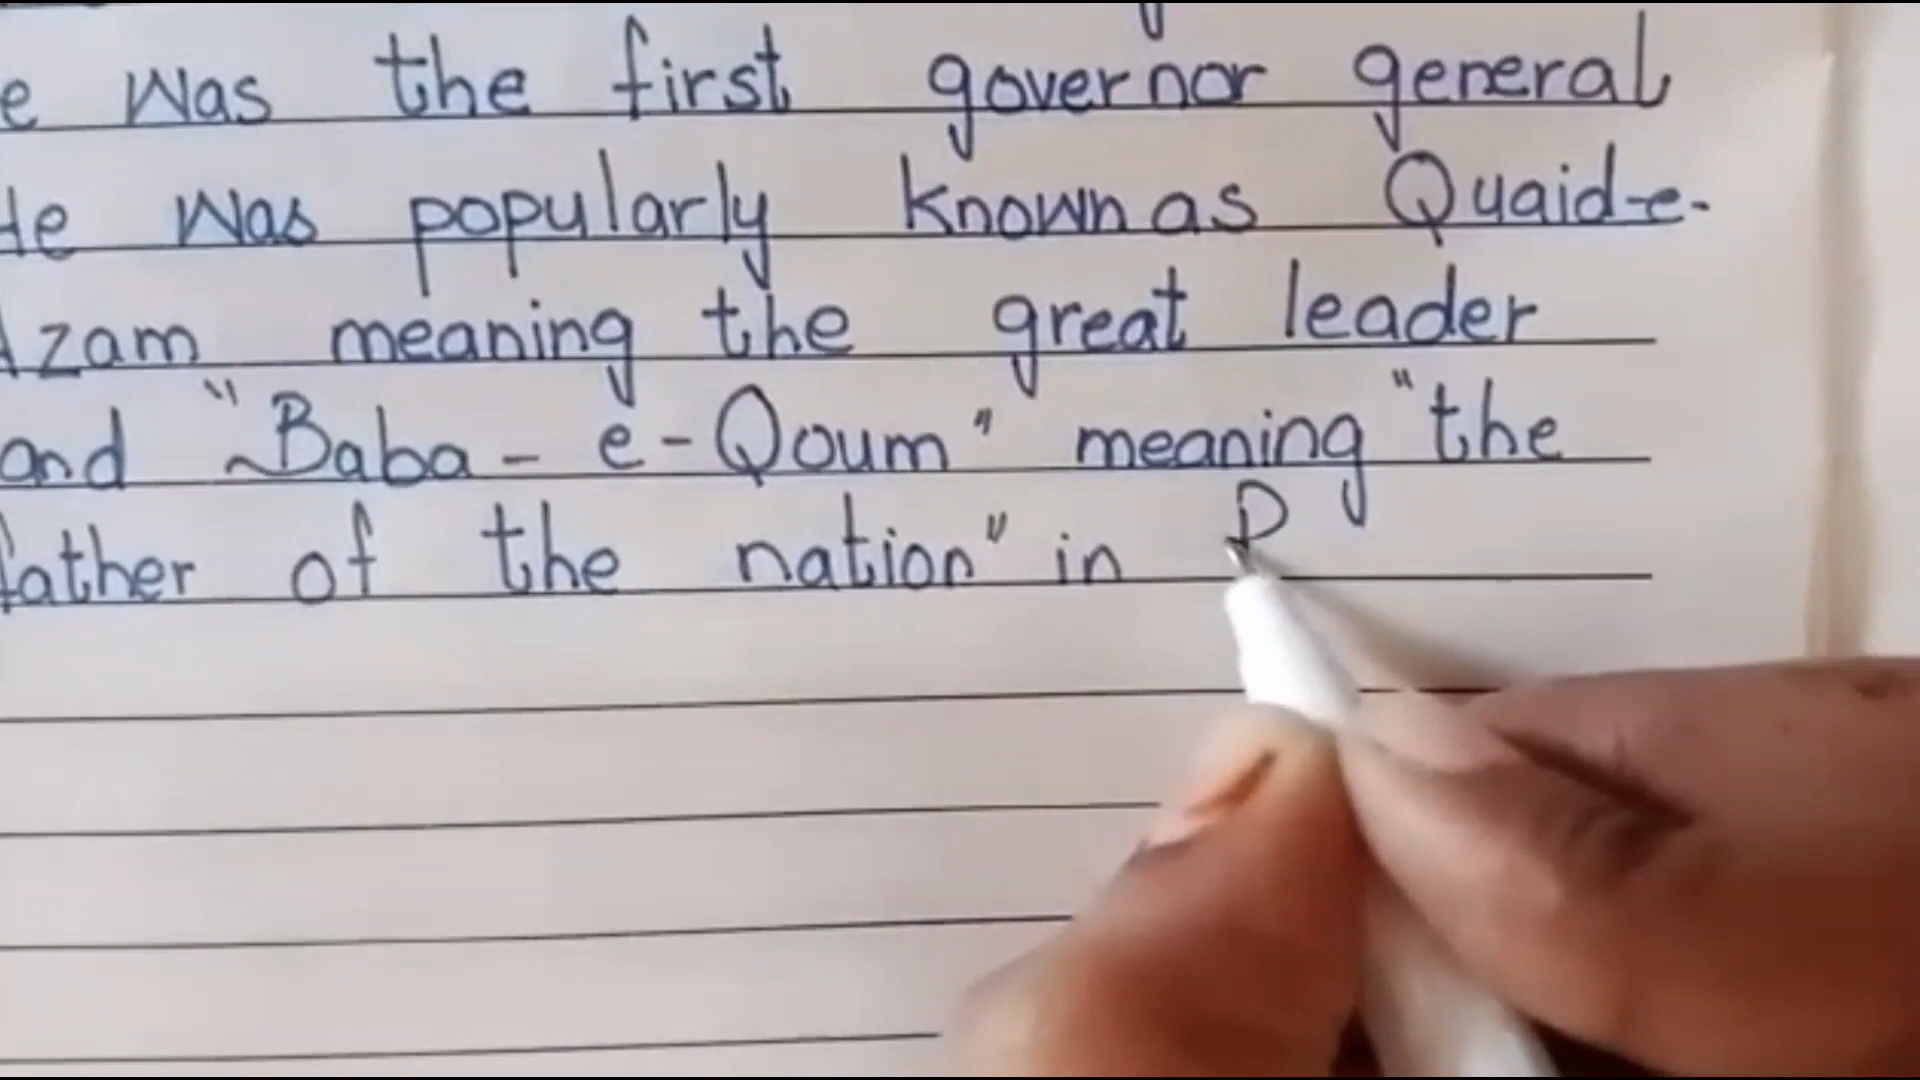 e was the first governor general
He was popularly known as Quaid-e-
Azam meaning the great leader
and "Baba - e - Qoum" meaning "the
father of the nation" in P